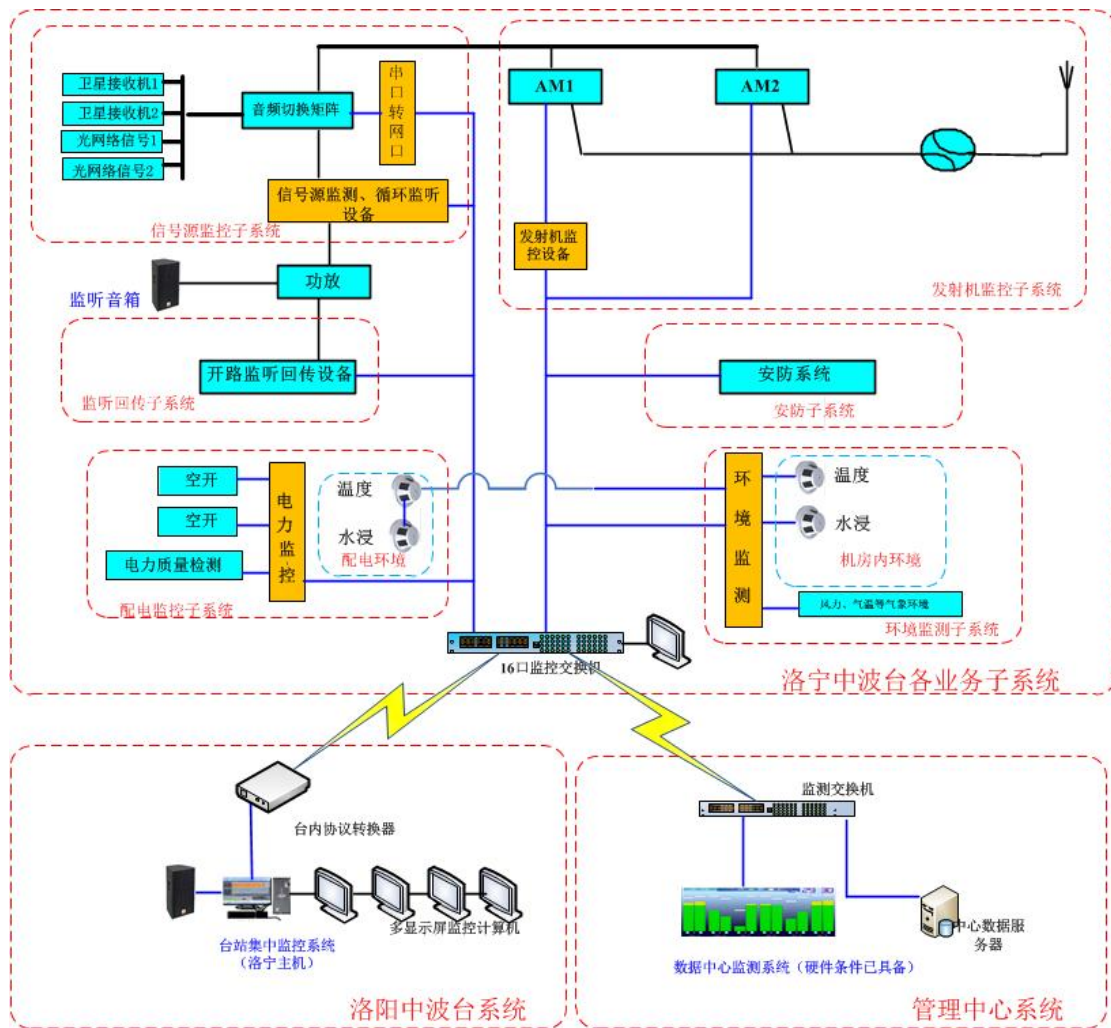 卫星接收机1
卫星接收机2
光网络信号1
光网络信号2
音频切换矩阵
串口转网口
信号源监测、循环监听
设备
信号源监控子系统
AM1
AM2
发射机监
控设备
发射机监控子系统
监听音箱
功放
开路监听回传设备
监听回传子系统
安防系统
安防子系统
空开
空开
电力质量检测
电力监控
温度
水浸
配电环境
配电监控子系统
环境监测
温度
水浸
机房内环境
风力、气温等气象环境
环境监测子系统
16口监控交换机
洛宁中波台各业务子系统
台内协议转换器
多显示屏监控计算机
台站集中监控系统
（洛宁主机）
洛阳中波台系统
监测交换机
中心数据服
务器
数据中心监测系统（硬件条件已具备）
管理中心系统